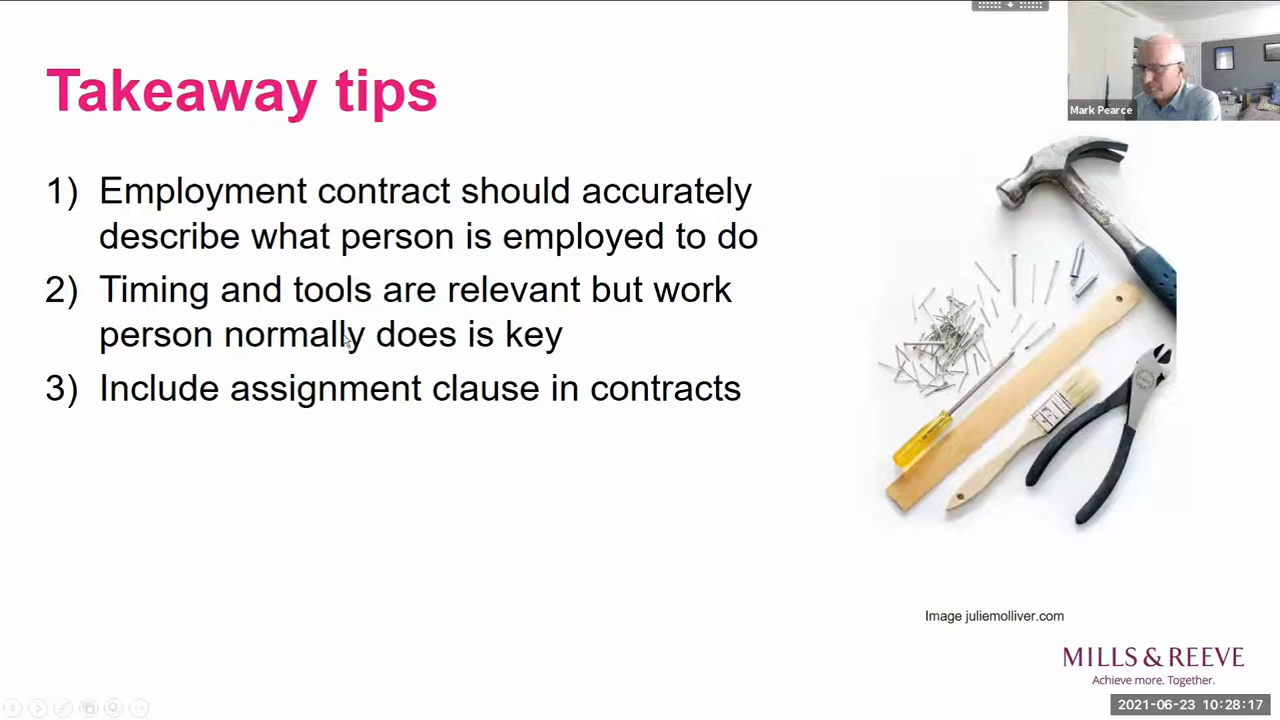 Takeaway tips
Mark Pearce
1) Employment contract should accurately
describe what person is employed to do
2) Timing and tools are relevant but work
person normally does is key
3) Include assignment clause in contracts
Image juliemolliver.com
MILLS & REEVE
Achieve more. Together.
2021-06-23 10:28:17